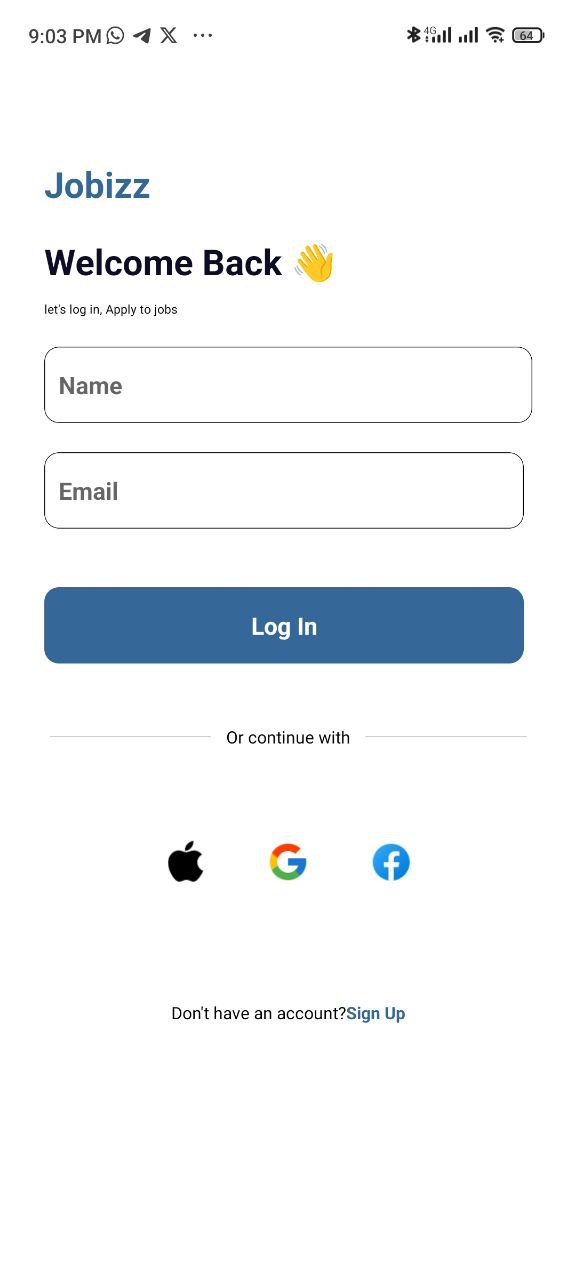 9:03 PM 4G 64
Jobizz
Welcome Back 👋
let's log in, Apply to jobs
Name
Email
Log In
Or continue with
Don't have an account?Sign Up